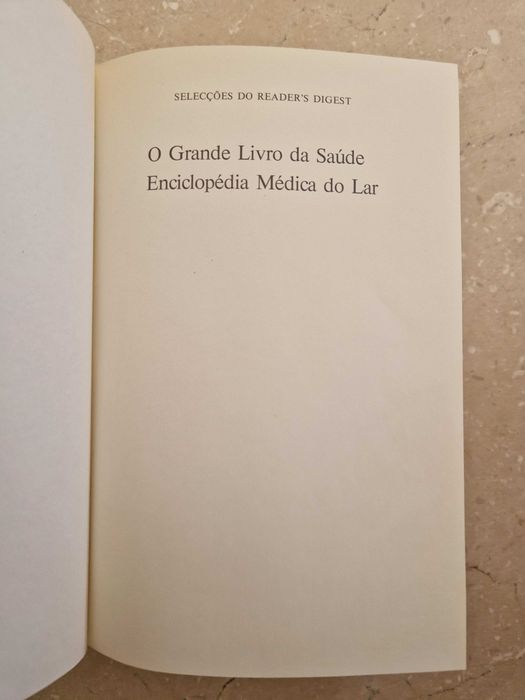 SELECÇÕES DO READER'S DIGEST
O Grande Livro da Saúde
Enciclopédia Médica do Lar